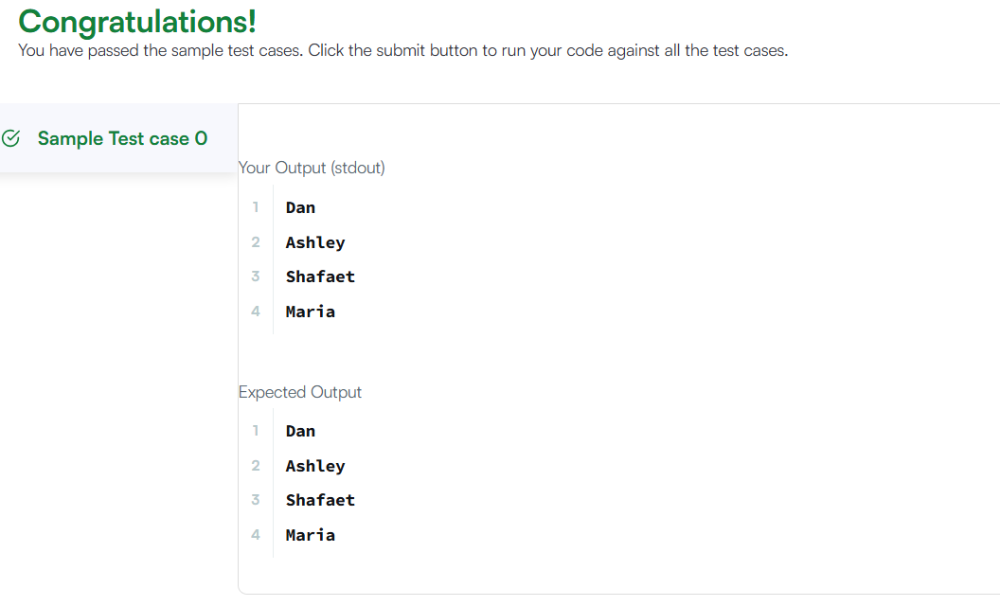 Congratulations!
You have passed the sample test cases. Click the submit button to run your code against all the test cases.
Sample Test case 0
Your Output (stdout)
1 Dan
2 Ashley
3 Shafaet
4 Maria
Expected Output
1 Dan
2 Ashley
3 Shafaet
4 Maria